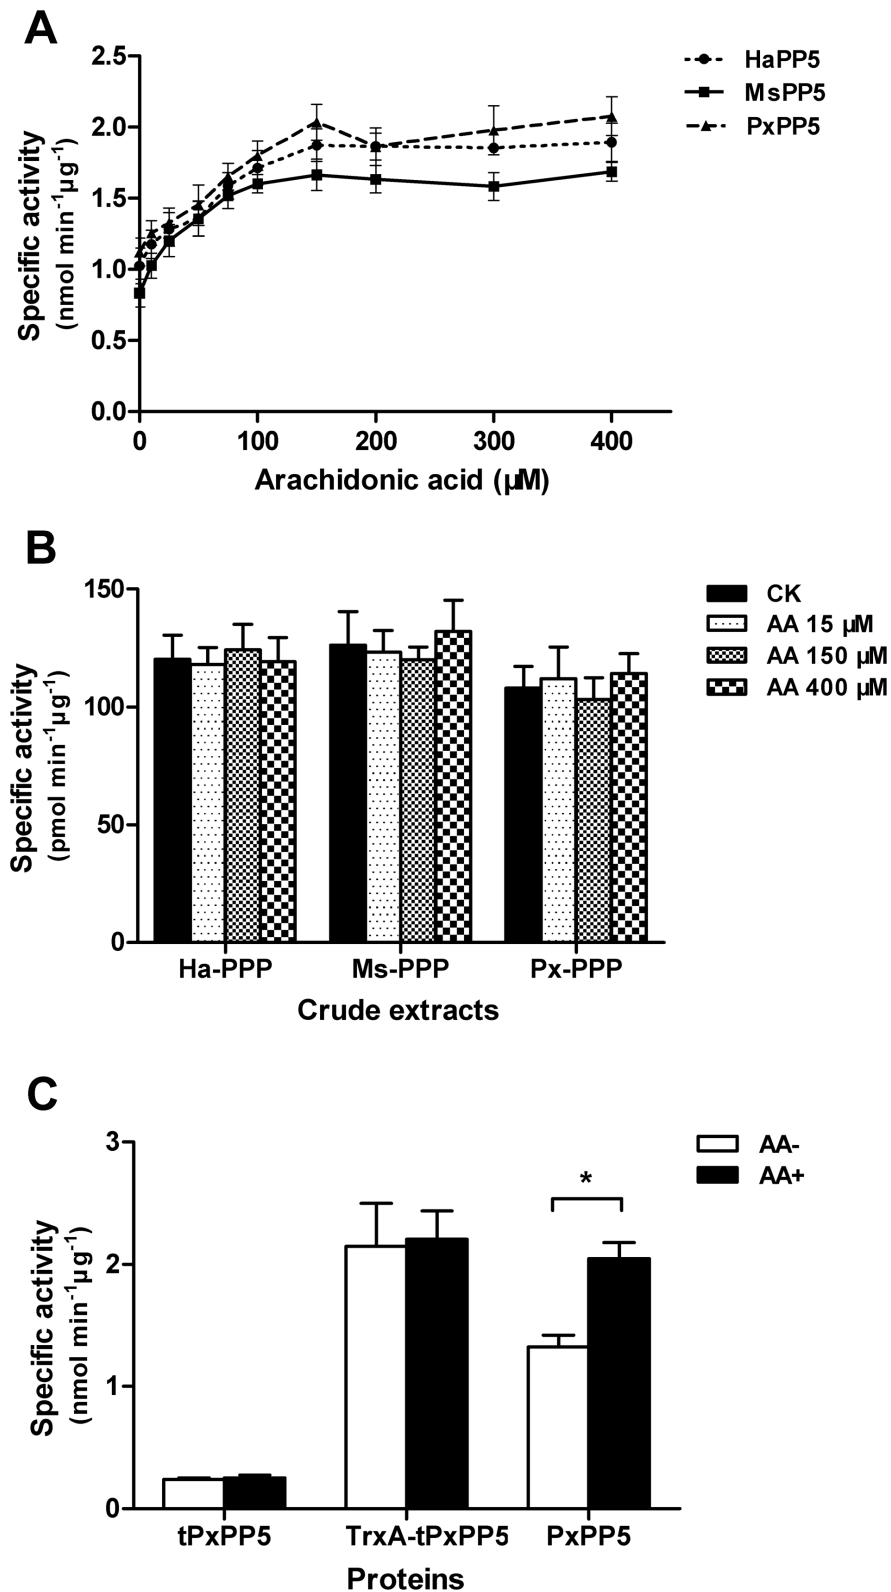 A
2.5
2.0
1.5
1.0
0.5
0.0
Specific activity
(nmol min⁻¹µg⁻¹)
0 100 200 300 400
Arachidonic acid (µM)
HaPP5
MsPP5
PxPP5
B
150
100
50
0
Specific activity
(pmol min⁻¹µg⁻¹)
Ha-PPP Ms-PPP Px-PPP
Crude extracts
CK
AA 15 µM
AA 150 µM
AA 400 µM
C
3
2
1
0
Specific activity
(nmol min⁻¹µg⁻¹)
*
tPxPP5 TrxA-tPxPP5 PxPP5
Proteins
AA-
AA+